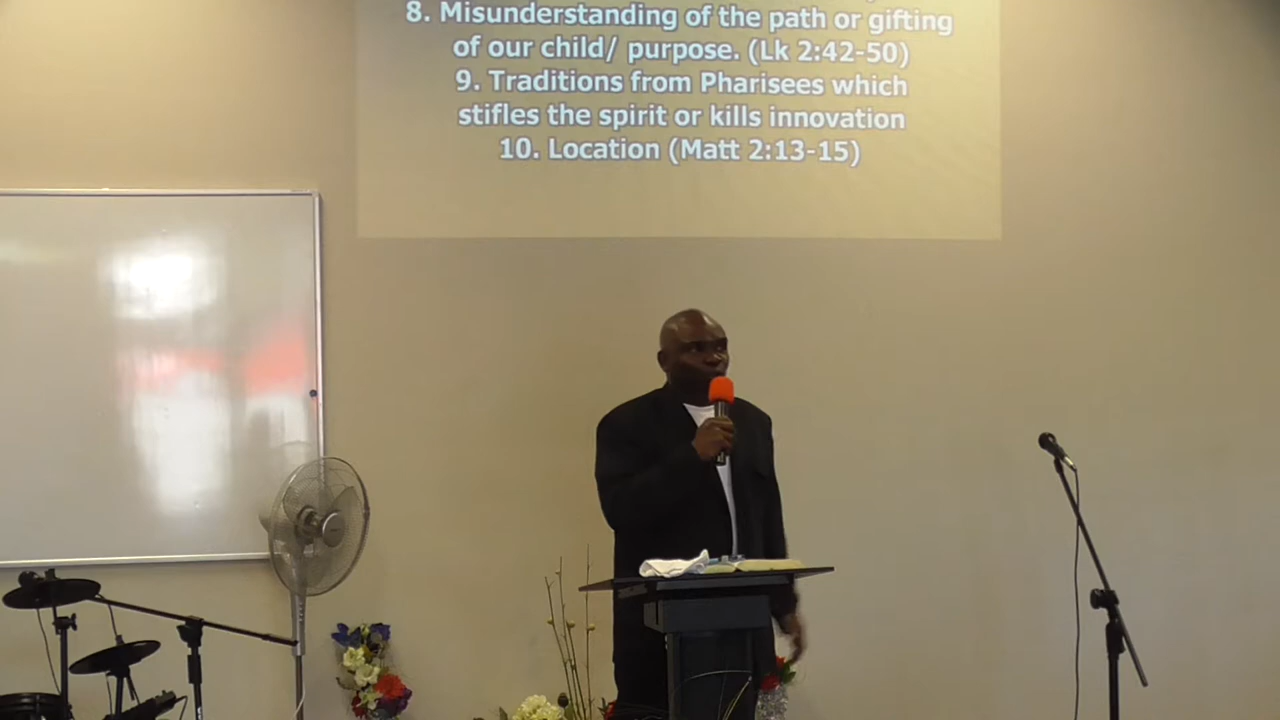 8. Misunderstanding of the path or gifting
of our child/ purpose. (Lk 2:42-50)
9. Traditions from Pharisees which
stifles the spirit or kills innovation
10. Location (Matt 2:13-15)